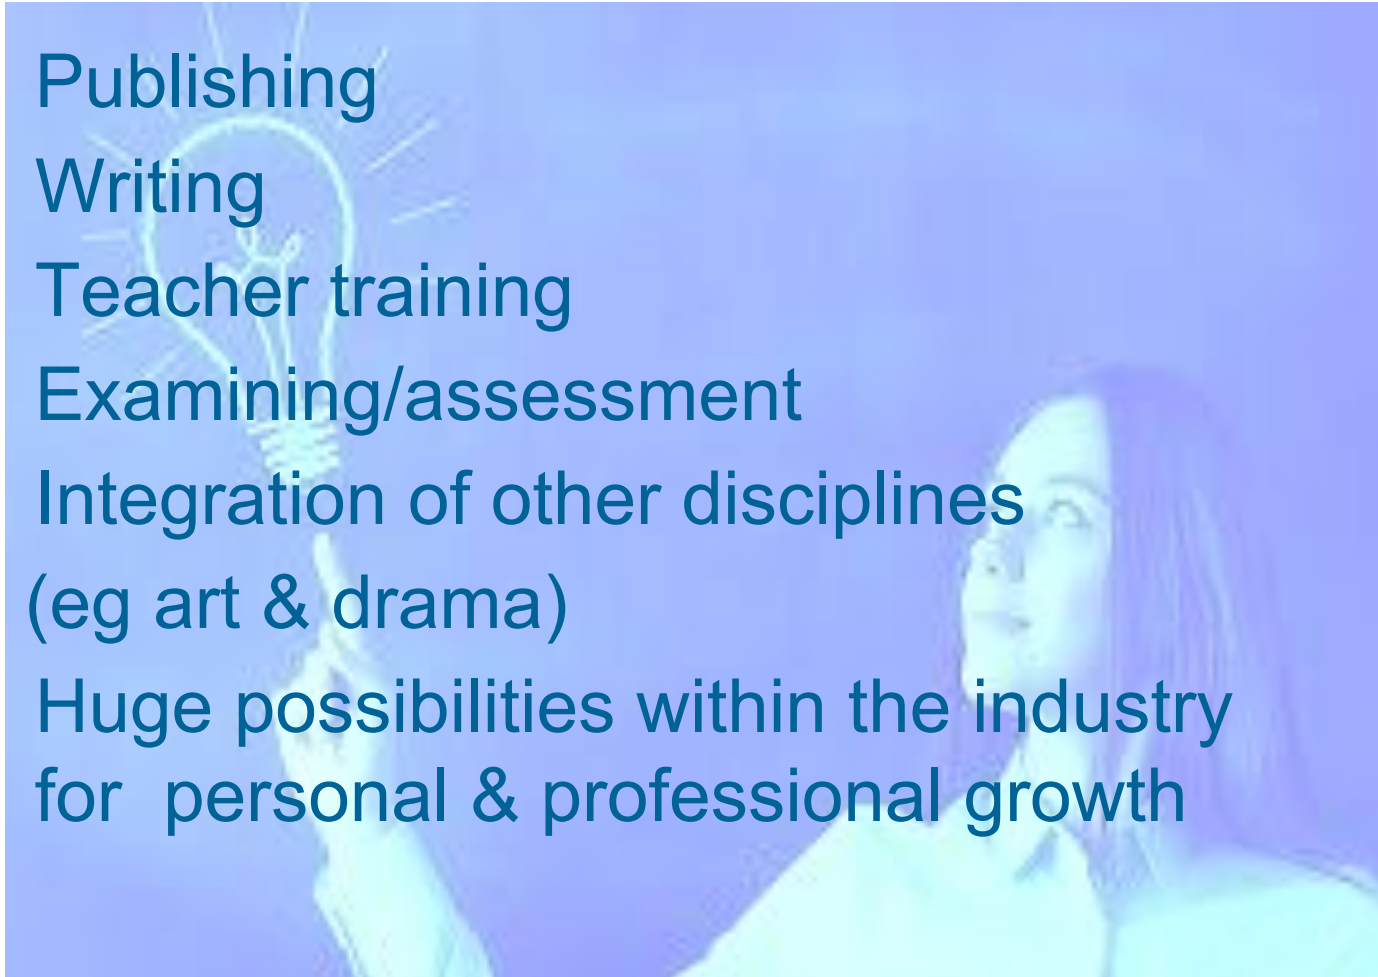 Publishing
Writing
Teacher training
Examining/assessment
Integration of other disciplines
(eg art & drama)
Huge possibilities within the industry
for personal & professional growth